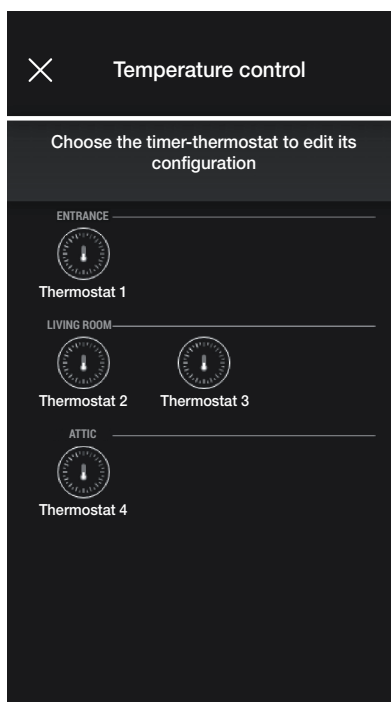 Temperature control
Choose the timer-thermostat to edit its
configuration
ENTRANCE
Thermostat 1
LIVING ROOM
Thermostat 2 Thermostat 3
ATTIC
Thermostat 4